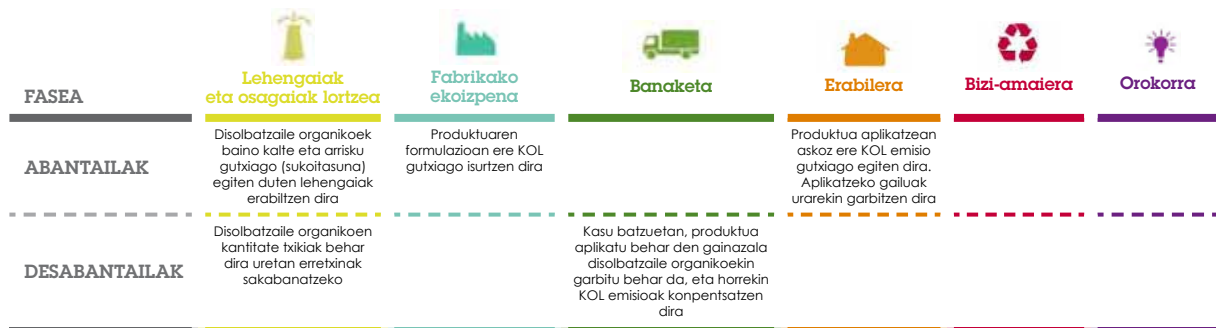 FASEA
Lehengaiak
eta osagaiak lortzea
Fabrikako
ekoizpena
Banaketa
Erabilera
Bizi-amaiera
Orokorra
ABANTAILAK
Disolbatzaile organikoek
baino kalte eta arrisku
gutxiago (sukoitasuna)
egiten duten lehengaiak
erabiltzen dira
Produktuaren
formulazioan ere KOL
gutxiago isurtzen dira
Produktua aplikatzean
askoz ere KOL emisio
gutxiago egiten dira.
Aplikatzeko gailuak
urarekin garbitzen dira
DESABANTAILAK
Disolbatzaile organikoen
kantitate txikiak behar
dira uretan erretxinak
sakabanatzeko
Kasu batzuetan, produktua
aplikatu behar den gainazala
disolbatzaile organikoekin
garbitu behar da, eta horrekin
KOL emisioak konpentsatzen
dira